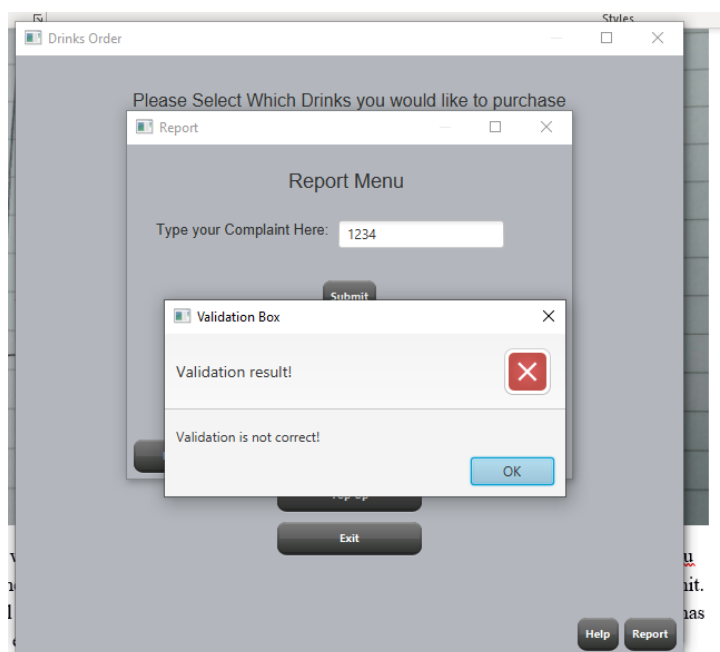 Styles
Drinks Order
Please Select Which Drinks you would like to purchase
Report
Report Menu
Type your Complaint Here:
1234
Submit
Validation Box
Validation result!
Validation is not correct!
OK
Exit
Help
Report